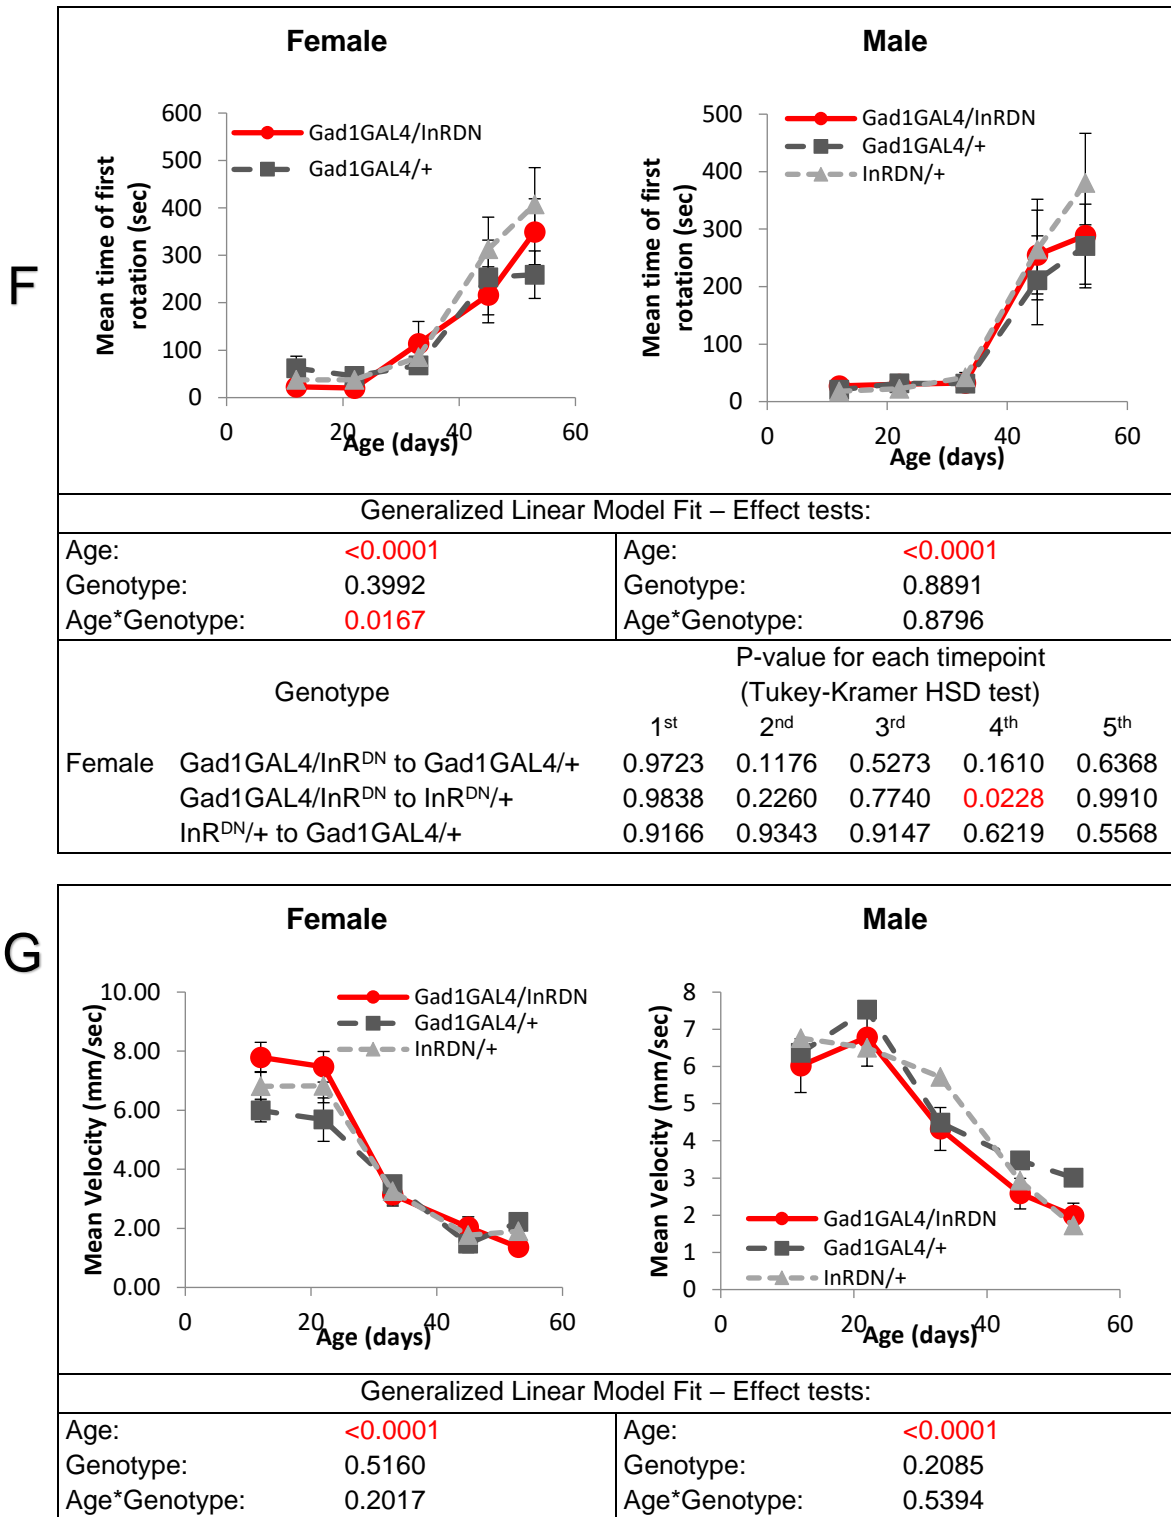 F
Female
Male
600
500
400
300
200
100
0
0
20
40
60
Mean time of first
rotation (sec)
Age (days)
Gad1GAL4/InRDN
Gad1GAL4/+
500
400
300
200
100
0
0
20
40
60
Mean time of first
rotation (sec)
Age (days)
Gad1GAL4/InRDN
Gad1GAL4/+
InRDN/+
Generalized Linear Model Fit – Effect tests:
Age: <0.0001 Age: <0.0001
Genotype: 0.3992 Genotype: 0.8891
Age*Genotype: 0.0167 Age*Genotype: 0.8796
P-value for each timepoint
Genotype (Tukey-Kramer HSD test)
1st 2nd 3rd 4th 5th
Female Gad1GAL4/InRDN to Gad1GAL4/+ 0.9723 0.1176 0.5273 0.1610 0.6368
Gad1GAL4/InRDN to InRDN/+ 0.9838 0.2260 0.7740 0.0228 0.9910
InRDN/+ to Gad1GAL4/+ 0.9166 0.9343 0.9147 0.6219 0.5568
G
Female
Male
10.00
8.00
6.00
4.00
2.00
0.00
0
20
40
60
Mean Velocity (mm/sec)
Age (days)
Gad1GAL4/InRDN
Gad1GAL4/+
InRDN/+
8
7
6
5
4
3
2
1
0
0
20
40
60
Mean Velocity (mm/sec)
Age (days)
Gad1GAL4/InRDN
Gad1GAL4/+
InRDN/+
Generalized Linear Model Fit – Effect tests:
Age: <0.0001 Age: <0.0001
Genotype: 0.5160 Genotype: 0.2085
Age*Genotype: 0.2017 Age*Genotype: 0.5394